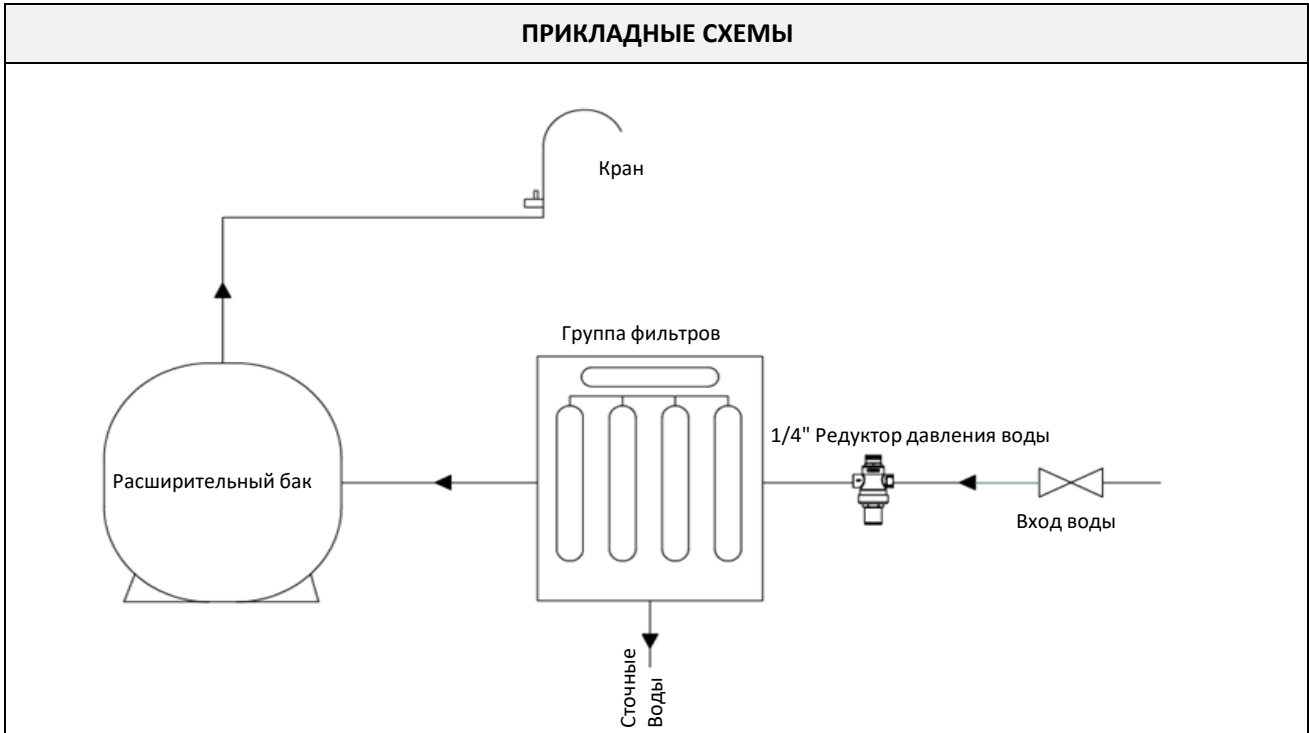 ПРИКЛАДНЫЕ СХЕМЫ
Кран
Группа фильтров
1/4" Редуктор давления воды
Расширительный бак
Вход воды
Сточные
Воды